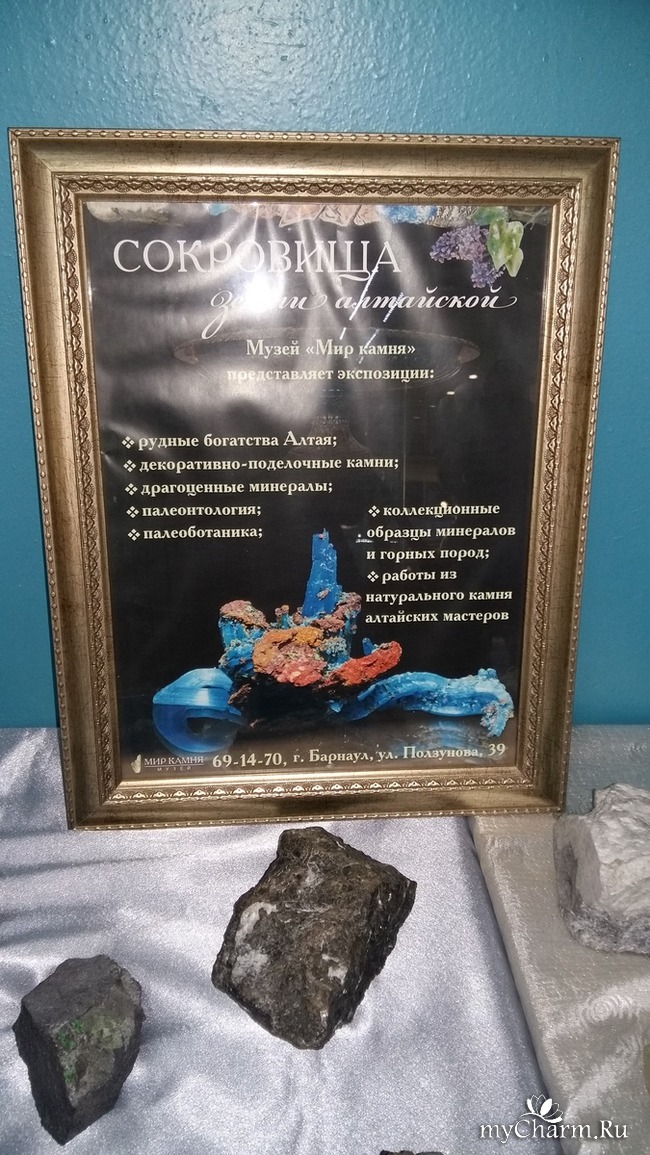 СОКРОВИЩА
земли алтайской
Музей «Мир камня»
представляет экспозиции:
❖ рудные богатства Алтая;
❖ декоративно-поделочные камни;
❖ драгоценные минералы;
❖ палеонтология;
❖ палеоботаника;
❖ коллекционные
образцы минералов
и горных пород;
❖ работы из
натурального камня
алтайских мастеров
МИР КАМНЯ
МУЗЕЙ
69-14-70, г. Барнаул, ул. Ползунова, 39
myCharm.Ru